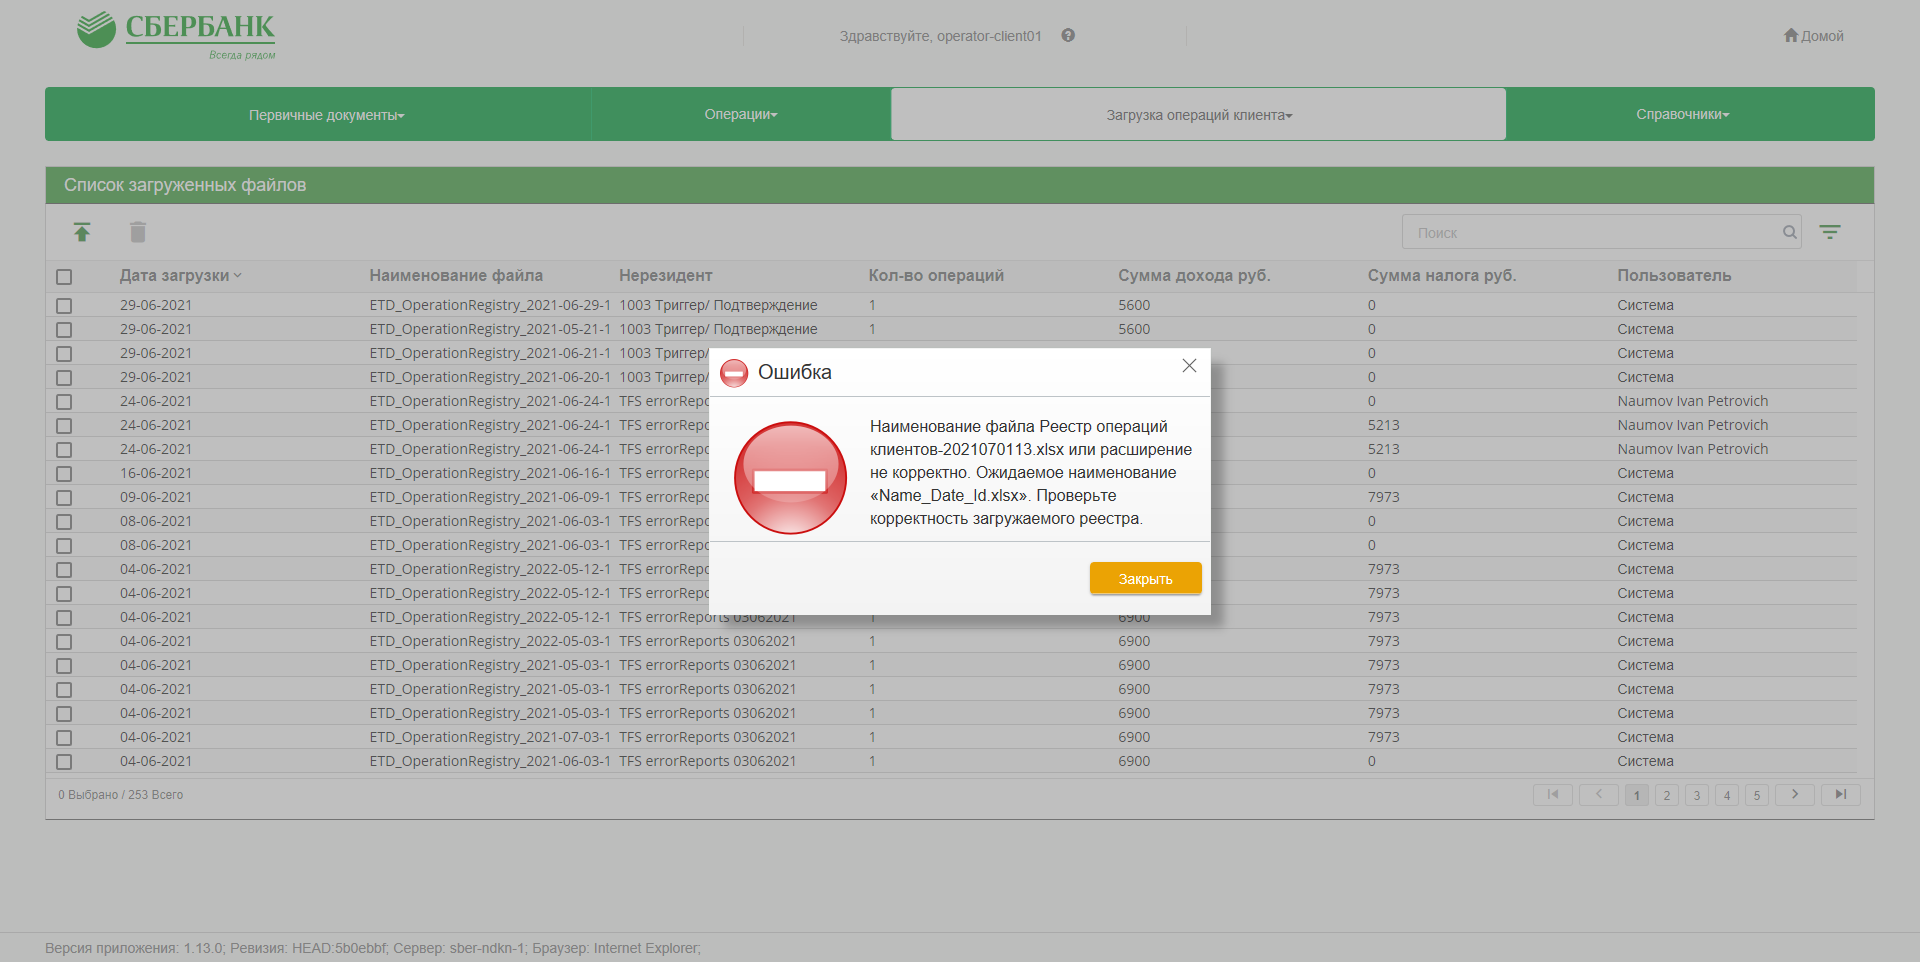 СБЕРБАНК
Всегда рядом
Здравствуйте, operator-client01
Домой
Первичные документы
Операции
Загрузка операций клиента
Справочники
Список загруженных файлов
Поиск
Дата загрузки Наименование файла Нерезидент Кол-во операций Сумма дохода руб. Сумма налога руб. Пользователь
29-06-2021 ETD_OperationRegistry_2021-06-29-1 1003 Триггер/ Подтверждение 1 5600 0 Система
29-06-2021 ETD_OperationRegistry_2021-05-21-1 1003 Триггер/ Подтверждение 1 5600 0 Система
29-06-2021 ETD_OperationRegistry_2021-06-21-1 1003 Триггер/ 0 Система
29-06-2021 ETD_OperationRegistry_2021-06-20-1 1003 Триггер/ 0 Система
24-06-2021 ETD_OperationRegistry_2021-06-24-1 TFS errorRepo 0 Naumov Ivan Petrovich
24-06-2021 ETD_OperationRegistry_2021-06-24-1 TFS errorRepo 5213 Naumov Ivan Petrovich
24-06-2021 ETD_OperationRegistry_2021-06-24-1 TFS errorRepo 5213 Naumov Ivan Petrovich
16-06-2021 ETD_OperationRegistry_2021-06-16-1 TFS errorRepo 0 Система
09-06-2021 ETD_OperationRegistry_2021-06-09-1 TFS errorRepo 7973 Система
08-06-2021 ETD_OperationRegistry_2021-06-03-1 TFS errorRepo 0 Система
08-06-2021 ETD_OperationRegistry_2021-06-03-1 TFS errorRepo 0 Система
04-06-2021 ETD_OperationRegistry_2022-05-12-1 TFS errorRepo 7973 Система
04-06-2021 ETD_OperationRegistry_2022-05-12-1 TFS errorRepo 7973 Система
04-06-2021 ETD_OperationRegistry_2022-05-12-1 TFS errorReports 03062021 1 6900 7973 Система
04-06-2021 ETD_OperationRegistry_2022-05-03-1 TFS errorReports 03062021 1 6900 7973 Система
04-06-2021 ETD_OperationRegistry_2021-05-03-1 TFS errorReports 03062021 1 6900 7973 Система
04-06-2021 ETD_OperationRegistry_2021-05-03-1 TFS errorReports 03062021 1 6900 7973 Система
04-06-2021 ETD_OperationRegistry_2021-05-03-1 TFS errorReports 03062021 1 6900 7973 Система
04-06-2021 ETD_OperationRegistry_2021-07-03-1 TFS errorReports 03062021 1 6900 7973 Система
04-06-2021 ETD_OperationRegistry_2021-06-03-1 TFS errorReports 03062021 1 6900 0 Система
Ошибка
Наименование файла Реестр операций
клиентов-2021070113.xlsx или расширение
не корректно. Ожидаемое наименование
«Name_Date_Id.xlsx». Проверьте
корректность загружаемого реестра.
Закрыть
0 Выбрано / 253 Всего
1 2 3 4 5
Версия приложения: 1.13.0; Ревизия: HEAD:5b0ebbf; Сервер: sber-ndkn-1; Браузер: Internet Explorer;